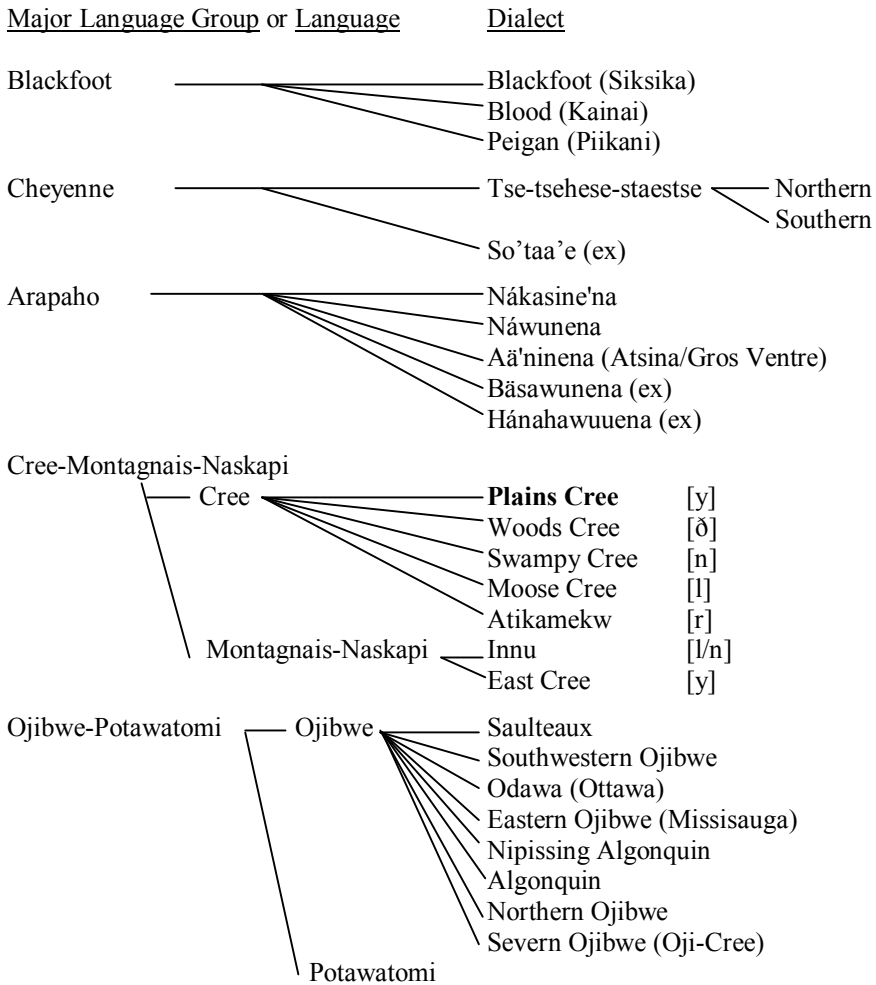 Major Language Group or Language Dialect
Blackfoot Blackfoot (Siksika)
Blood (Kainai)
Peigan (Piikani)
Cheyenne Tse-tsehese-staestse Northern
Southern
So’taa’e (ex)
Arapaho Nákasine'na
Náwunena
Aä'ninena (Atsina/Gros Ventre)
Bäsawunena (ex)
Hánahawuuena (ex)
Cree-Montagnais-Naskapi
Cree Plains Cree [y]
Woods Cree [ð]
Swampy Cree [n]
Moose Cree [l]
Atikamekw [r]
Montagnais-Naskapi Innu [l/n]
East Cree [y]
Ojibwe-Potawatomi Ojibwe Saulteaux
Southwestern Ojibwe
Odawa (Ottawa)
Eastern Ojibwe (Missisauga)
Nipissing Algonquin
Algonquin
Northern Ojibwe
Severn Ojibwe (Oji-Cree)
Potawatomi